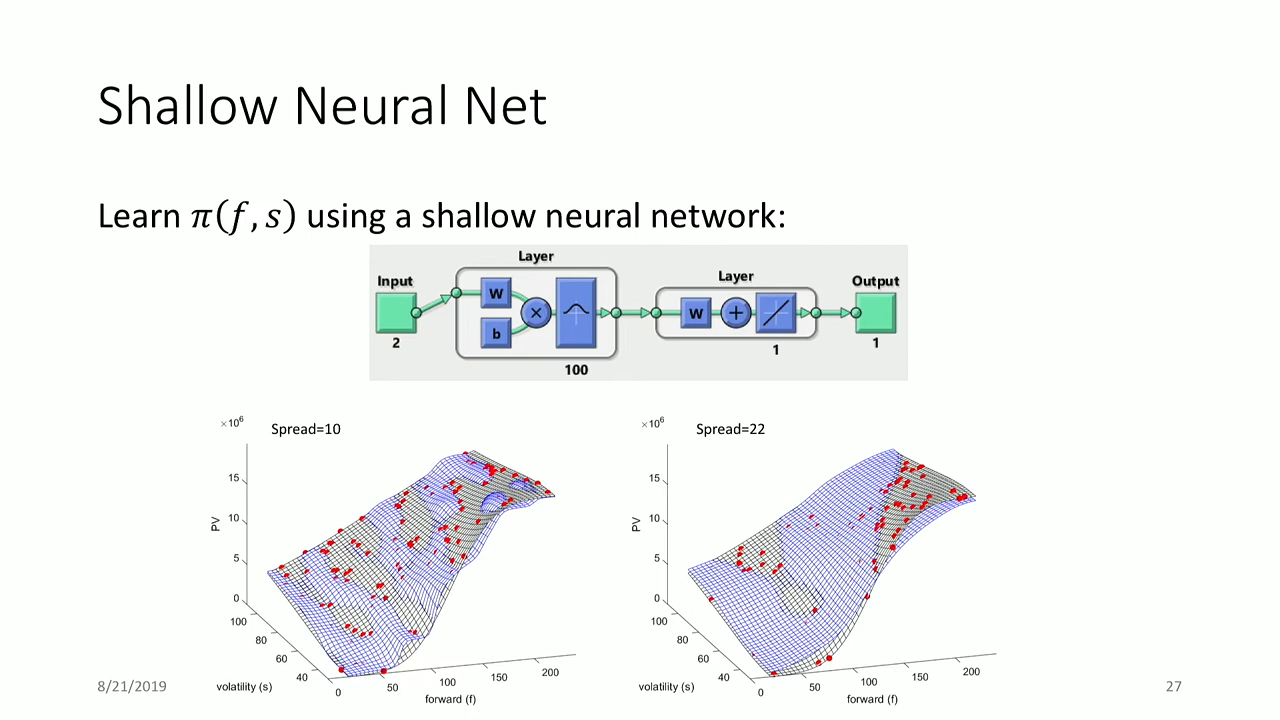 Shallow Neural Net
Learn π(f, s) using a shallow neural network:
Layer
Layer
Input
Output
W
b
W
2
1
1
100
×10⁶
Spread=10
15
10
5
0
PV
100
80
60
40
volatility (s)
0
50
100
150
200
forward (f)
×10⁶
Spread=22
15
10
5
0
PV
100
80
60
40
volatility (s)
0
50
100
150
200
forward (f)
8/21/2019
27